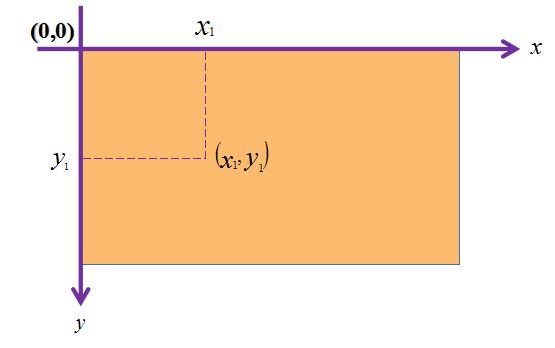 (0,0)
x₁
x
y₁
(x₁, y₁)
y